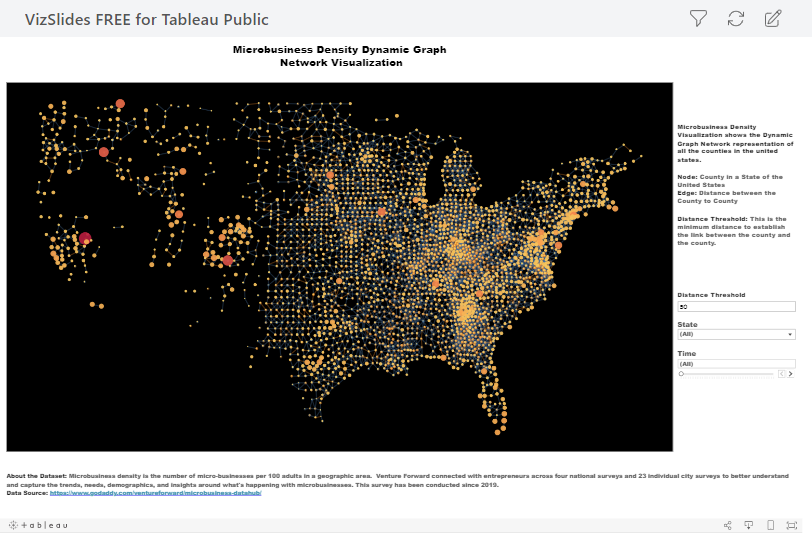 VizSlides FREE for Tableau Public
Microbusiness Density Dynamic Graph
Network Visualization
Microbusiness Density
Visualization shows the Dynamic
Graph Network representation of
all the counties in the united
states.
Node: County in a State of the
United States
Edge: Distance between the
County to County
Distance Threshold: This is the
minimum distance to establish
the link between the county and
the county.
Distance Threshold
50
State
(All)
Time
(All)
About the Dataset: Microbusiness density is the number of micro-businesses per 100 adults in a geographic area. Venture Forward connected with entrepreneurs across four national surveys and 23 individual city surveys to better understand
and capture the trends, needs, demographics, and insights around what's happening with microbusinesses. This survey has been conducted since 2019.
Data Source: https://www.godaddy.com/ventureforward/microbusiness-datahub/
+ a b | e a u